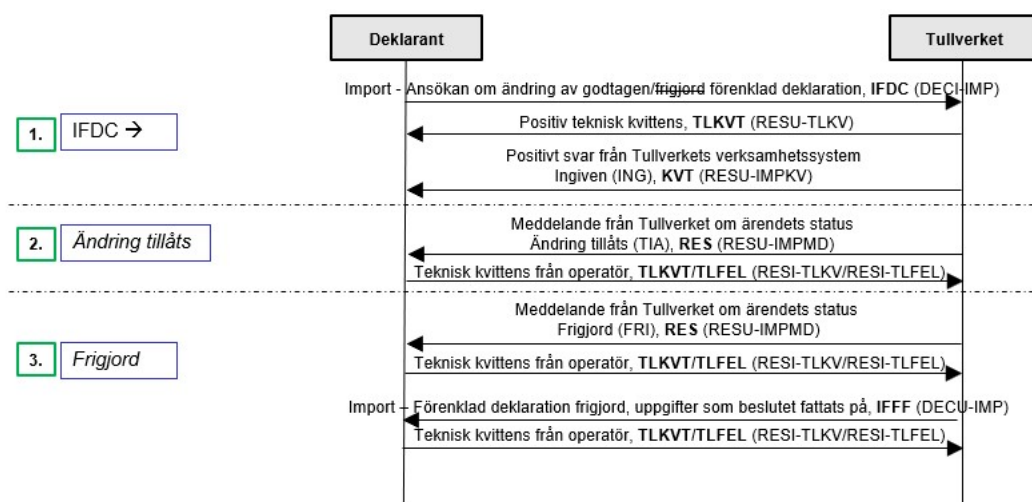 Deklarant
Tullverket
Import - Ansökan om ändring av godtagen/frigjord förenklad deklaration, IFDC (DECI-IMP)
1.
IFDC →
Positiv teknisk kvittens, TLKVT (RESU-TLKV)
Positivt svar från Tullverkets verksamhetssystem
Ingiven (ING), KVT (RESU-IMPKV)
2.
Ändring tillåts
Meddelande från Tullverket om ärendets status
Ändring tillåts (TIA), RES (RESU-IMPMD)
Teknisk kvittens från operatör, TLKVT/TLFEL (RESI-TLKV/RESI-TLFEL)
3.
Frigjord
Meddelande från Tullverket om ärendets status
Frigjord (FRI), RES (RESU-IMPMD)
Teknisk kvittens från operatör, TLKVT/TLFEL (RESI-TLKV/RESI-TLFEL)
Import – Förenklad deklaration frigjord, uppgifter som beslutet fattats på, IFFF (DECU-IMP)
Teknisk kvittens från operatör, TLKVT/TLFEL (RESI-TLKV/RESI-TLFEL)